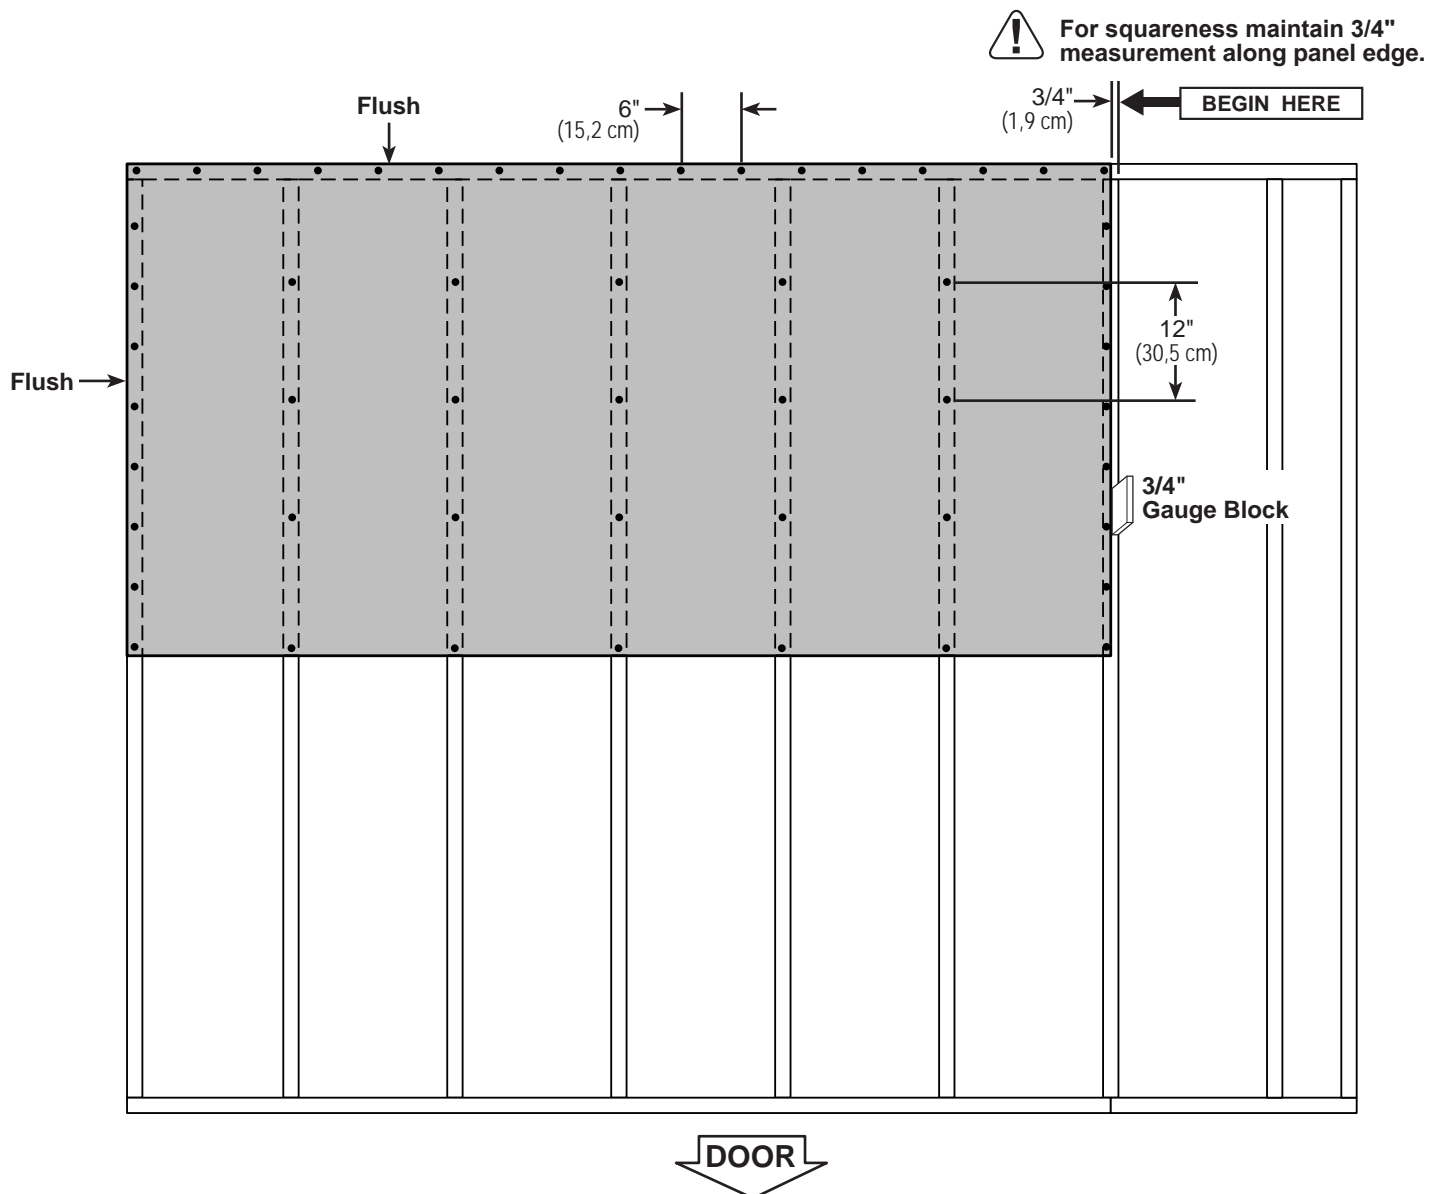 For squareness maintain 3/4"
measurement along panel edge.
Flush
6"
(15,2 cm)
3/4"
(1,9 cm)
BEGIN HERE
12"
(30,5 cm)
Flush
3/4"
Gauge Block
DOOR